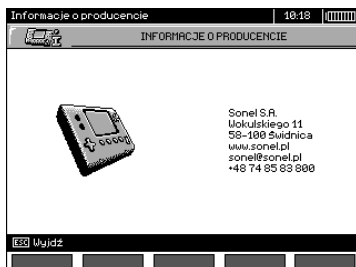 Informacje o producencie 10:18
INFORMACJE O PRODUCENCIE
Sonel S.A.
Wokulskiego 11
58-100 Świdnica
www.sonel.pl
sonel@sonel.pl
+48 74 85 83 800
ESC Wyjdź